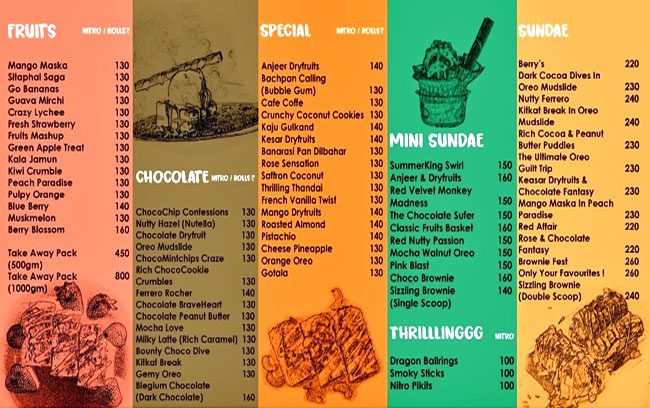 FRUITS NITRO / ROLLS?
Mango Maska 130
Sitaphal Saga 130
Go Bananas 130
Guava Mirchi 130
Crazy Lychee 130
Fresh Strawberry 130
Fruits Mashup 130
Green Apple Treat 130
Kala Jamun 130
Kiwi Crumble 130
Peach Paradise 130
Pulpy Orange 130
Blue Berry 140
Muskmelon 130
Berry Blossom 160
Take Away Pack 450
(500gm)
Take Away Pack 800
(1000gm)
CHOCOLATE NITRO / ROLLS ?
ChocoChip Confessions 130
Nutty Hazel (Nutella) 130
Chocolate Dryfruit 140
Oreo Mudslide 130
ChocoMintchips Craze 130
Rich ChocoCookie
Crumbles 130
Ferrero Rocher 140
Chocolate BraveHeart 130
Chocolate Peanut Butter 130
Mocha Love 130
Milky Latte (Rich Caramel) 130
Bounty Choco Dive 130
Kitkat Break 130
Gemy Oreo 130
Blegium Chocolate
(Dark Chocolate) 160
SPECIAL NITRO / ROLLS ?
Anjeer Dryfruits 140
Bachpan Calling
(Bubble Gum) 130
Cafe Coffe 130
Crunchy Coconut Cookies 130
Kaju Gulkand 140
Kesar Dryfruits 140
Banarasi Pan Dilbahar 130
Rose Sensation 130
Saffron Coconut 130
Thrilling Thandai 130
French Vanilla Twist 130
Mango Dryfruits 140
Roasted Almond 140
Pistachio 140
Cheese Pineapple 130
Orange Oreo 130
Gotala 130
MINI SUNDAE
SummerKing Swirl 150
Anjeer & Dryfruits 160
Red Velvet Monkey
Madness 150
The Chocolate Sufer 150
Classic Fruits Basket 160
Red Nutty Passion 150
Mocha Walnut Oreo 150
Pink Blast 150
Choco Brownie 160
Sizzling Brownie 140
(Single Scoop)
THRILLLINGGG NITRO
Dragon Ballrings 100
Smoky Sticks 100
Nitro Pikits 100
SUNDAE
Berry's 220
Dark Cocoa Dives In
Oreo Mudslide 230
Nutty Ferrero 240
Kitkat Break In Oreo
Mudslide 240
Rich Cocoa & Peanut
Butter Puddles 230
The Ultimate Oreo
Guilt Trip 230
Keasar Dryfruits &
Chocolate Fantasy 230
Mango Maska In Peach
Paradise 230
Red Affair 220
Rose & Chocolate
Fantasy 220
Brownie Fest 260
Only Your Favourites ! 260
Sizzling Brownie
(Double Scoop) 240